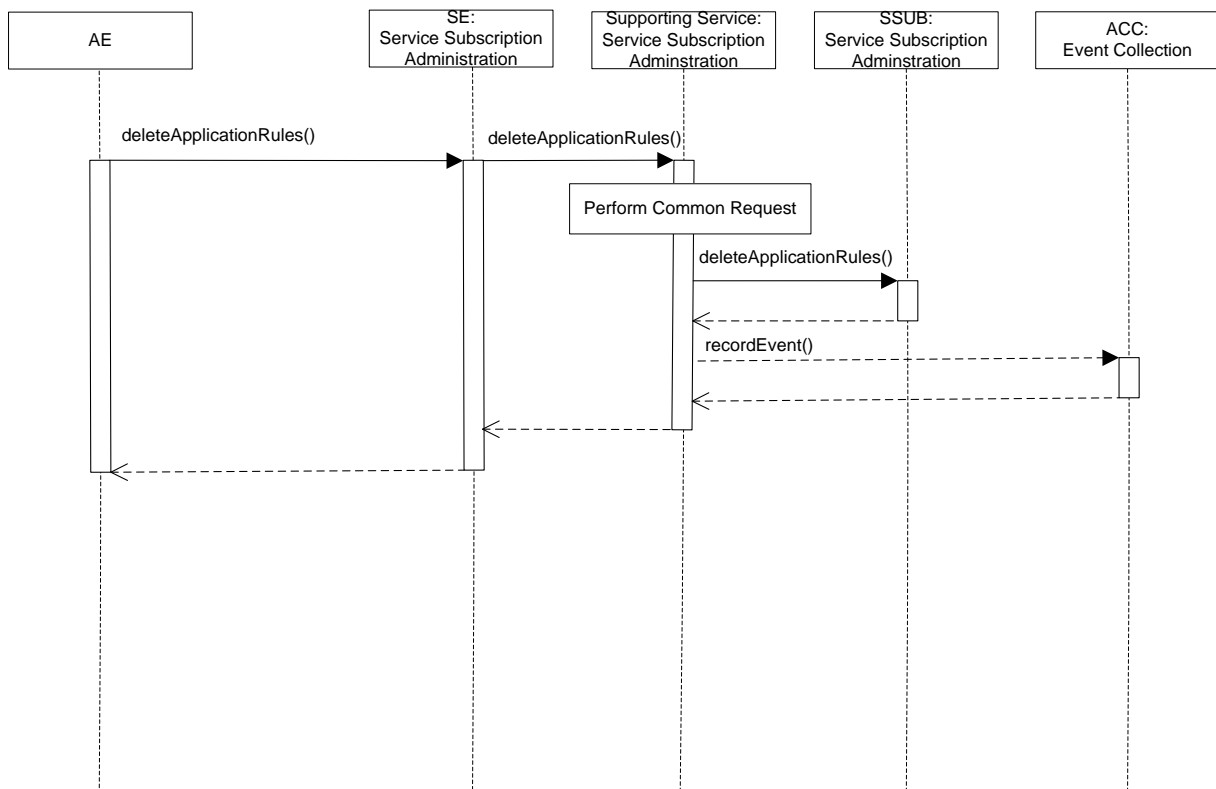 AE
SE:
Service Subscription
Administration
Supporting Service:
Service Subscription
Adminstration
SSUB:
Service Subscription
Adminstration
ACC:
Event Collection
deleteApplicationRules()
deleteApplicationRules()
Perform Common Request
deleteApplicationRules()
recordEvent()